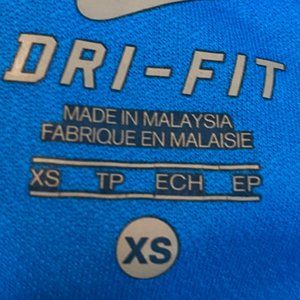 DRI-FIT
MADE IN MALAYSIA
FABRIQUE EN MALAISIE
XS TP ECH EP
XS